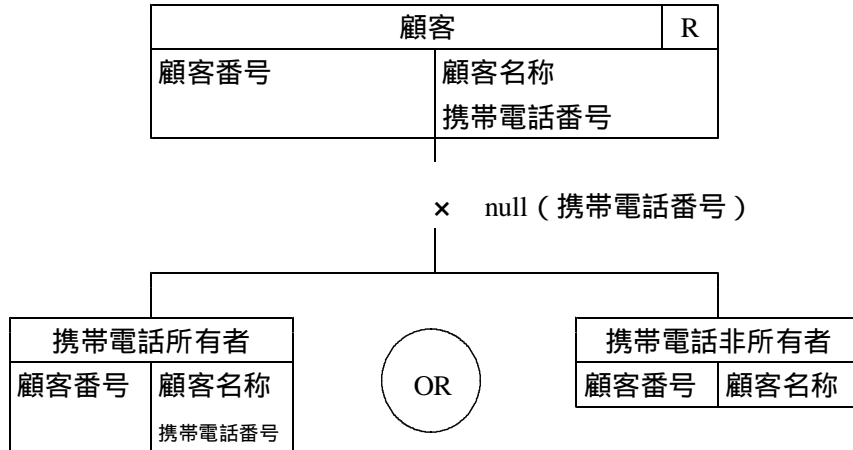 顧客 R
顧客番号 顧客名称
携帯電話番号
× null（携帯電話番号）
携帯電話所有者
顧客番号 顧客名称
携帯電話番号
OR
携帯電話非所有者
顧客番号 顧客名称